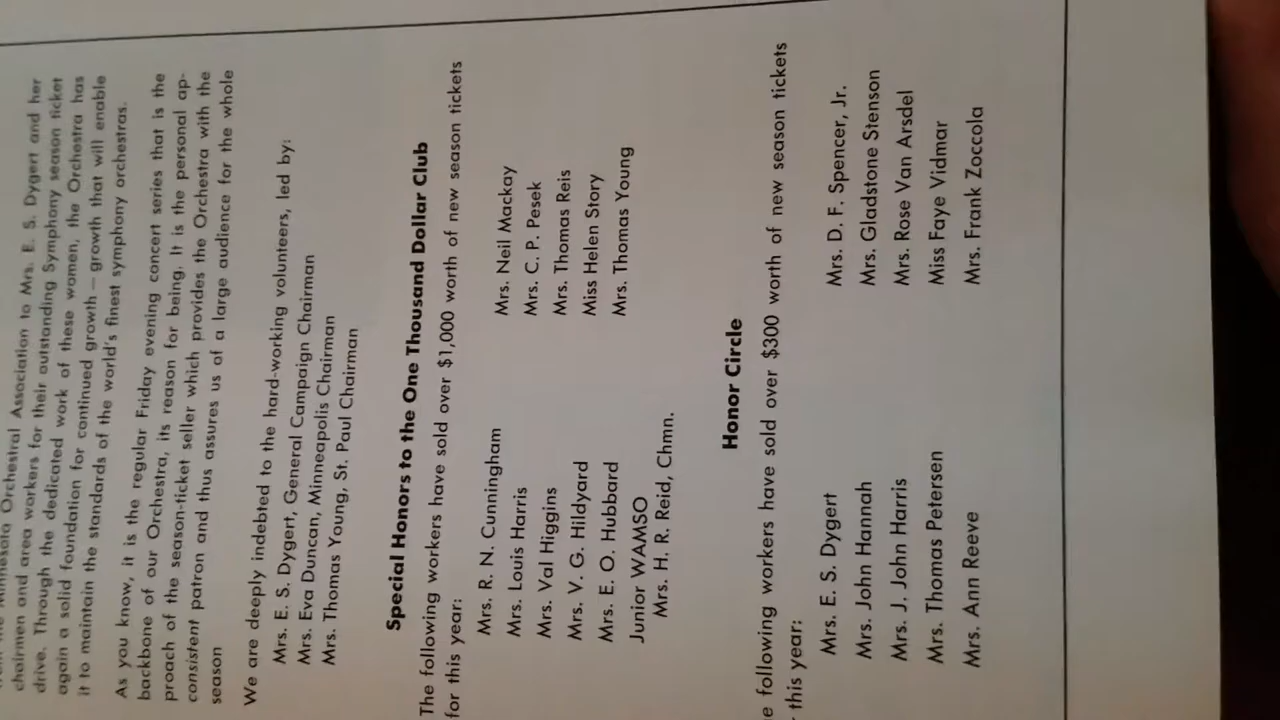 Minnesota Orchestral Association to Mrs. E. S. Dygert and her
chairmen and area workers for their outstanding Symphony season ticket
drive. Through the dedicated work of these women, the Orchestra has
again a solid foundation for continued growth — growth that will enable
it to maintain the standards of the world's finest symphony orchestras.
As you know, it is the regular Friday evening concert series that is the
backbone of our Orchestra, its reason for being. It is the personal ap-
proach of the season-ticket seller which provides the Orchestra with the
consistent patron and thus assures us of a large audience for the whole
season
We are deeply indebted to the hard-working volunteers, led by:
Mrs. E. S. Dygert, General Campaign Chairman
Mrs. Eva Duncan, Minneapolis Chairman
Mrs. Thomas Young, St. Paul Chairman
Special Honors to the One Thousand Dollar Club
The following workers have sold over $1,000 worth of new season tickets
for this year:
Mrs. R. N. Cunningham
Mrs. Louis Harris
Mrs. Val Higgins
Mrs. V. G. Hildyard
Mrs. E. O. Hubbard
Junior WAMSO
Mrs. H. R. Reid, Chmn.
Mrs. Neil Mackay
Mrs. C. P. Pesek
Mrs. Thomas Reis
Miss Helen Story
Mrs. Thomas Young
Honor Circle
e following workers have sold over $300 worth of new season tickets
this year:
Mrs. E. S. Dygert
Mrs. John Hannah
Mrs. J. John Harris
Mrs. Thomas Petersen
Mrs. Ann Reeve
Mrs. D. F. Spencer, Jr.
Mrs. Gladstone Stenson
Mrs. Rose Van Arsdel
Miss Faye Vidmar
Mrs. Frank Zoccola